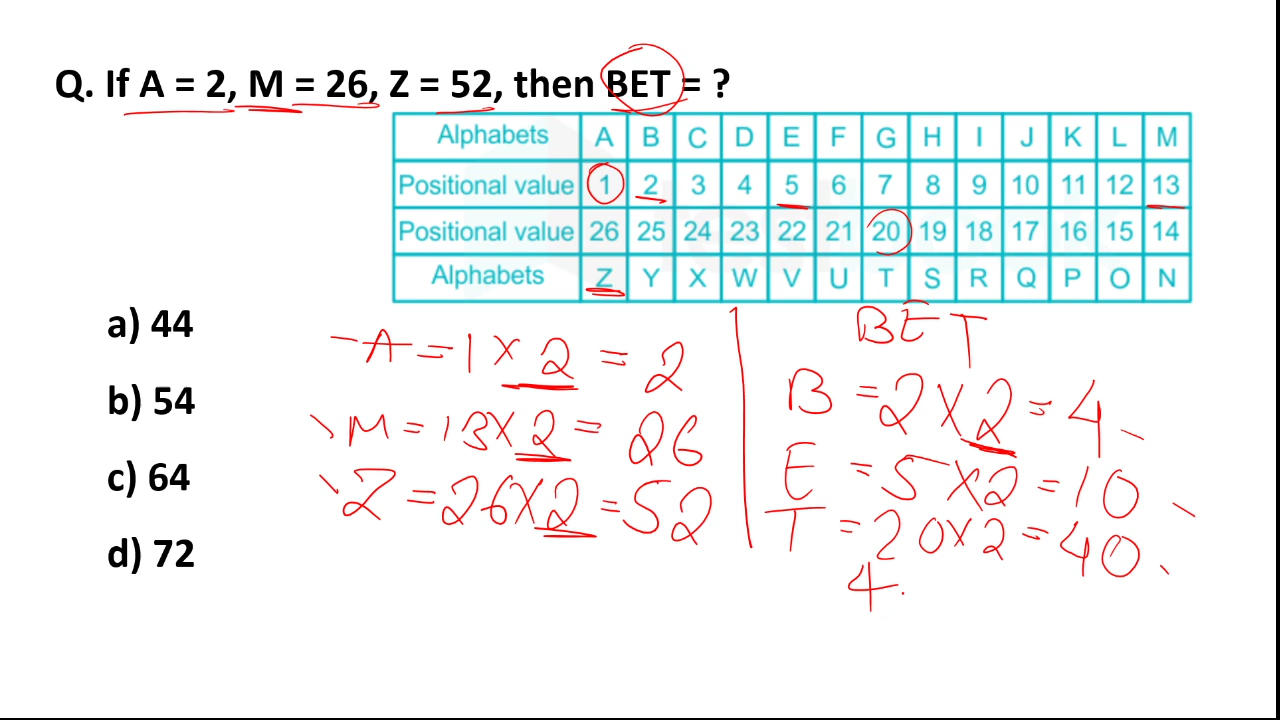 Q. If A = 2, M = 26, Z = 52, then BET = ?
Alphabets A B C D E F G H I J K L M
Positional value 1 2 3 4 5 6 7 8 9 10 11 12 13
Positional value 26 25 24 23 22 21 20 19 18 17 16 15 14
Alphabets Z Y X W V U T S R Q P O N
a) 44
b) 54
c) 64
d) 72
A = 1 × 2 = 2
M = 13 × 2 = 26
Z = 26 × 2 = 52
BET
B = 2 × 2 = 4
E = 5 × 2 = 10
T = 20 × 2 = 40
4